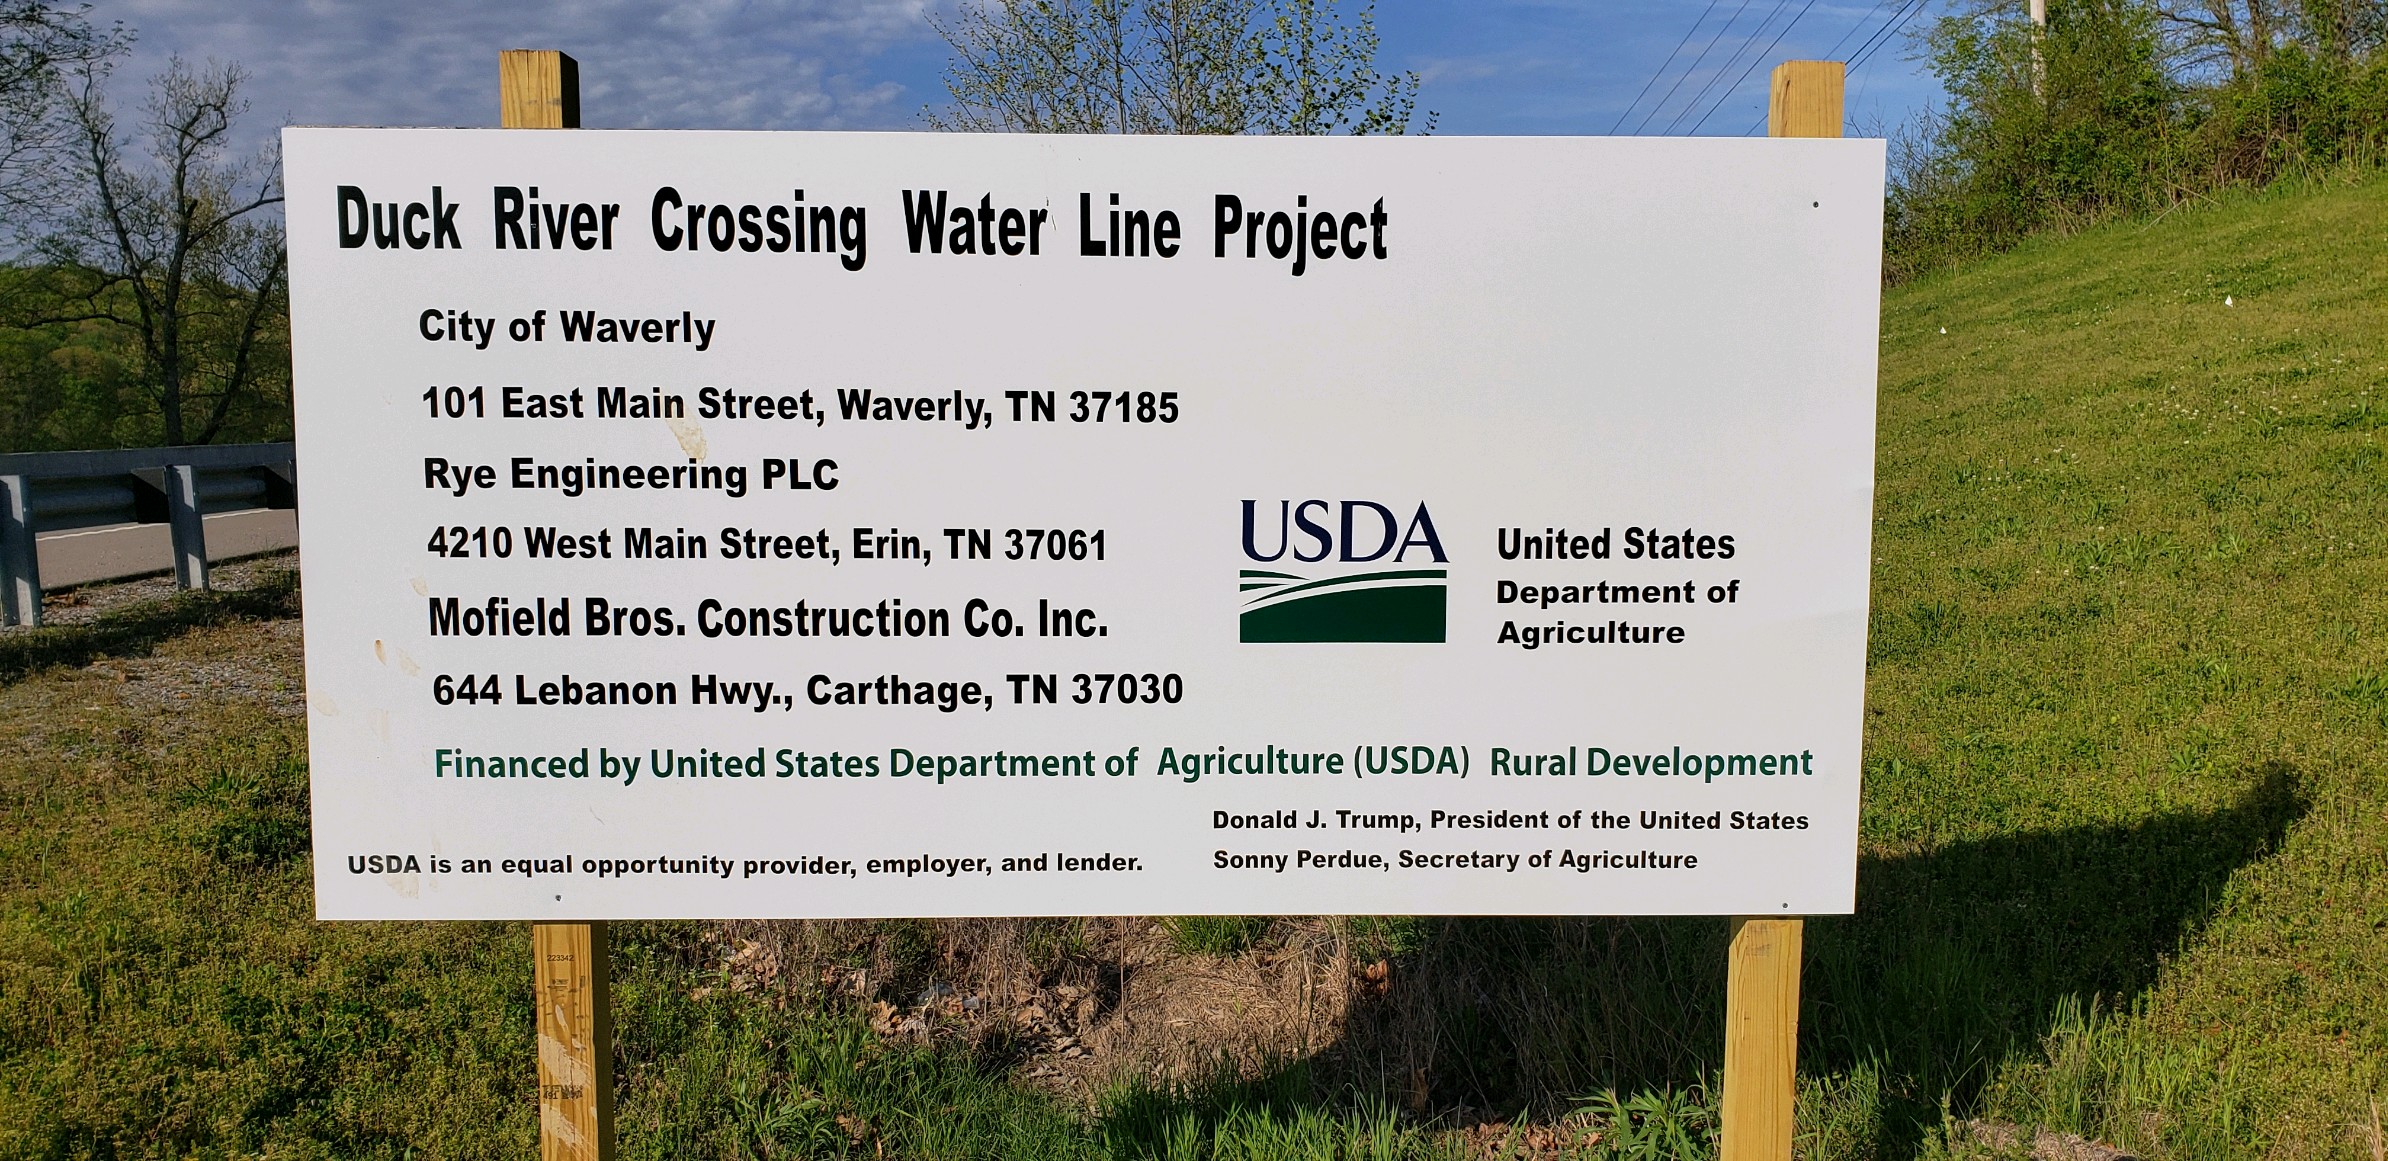 Duck River Crossing Water Line Project
City of Waverly
101 East Main Street, Waverly, TN 37185
Rye Engineering PLC
4210 West Main Street, Erin, TN 37061
Mofield Bros. Construction Co. Inc.
644 Lebanon Hwy., Carthage, TN 37030
USDA
United States
Department of
Agriculture
Financed by United States Department of Agriculture (USDA) Rural Development
Donald J. Trump, President of the United States
Sonny Perdue, Secretary of Agriculture
USDA is an equal opportunity provider, employer, and lender.
223342